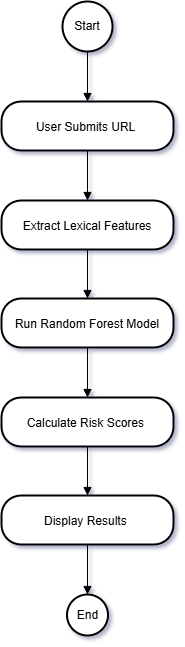 Start
User Submits URL
Extract Lexical Features
Run Random Forest Model
Calculate Risk Scores
Display Results
End